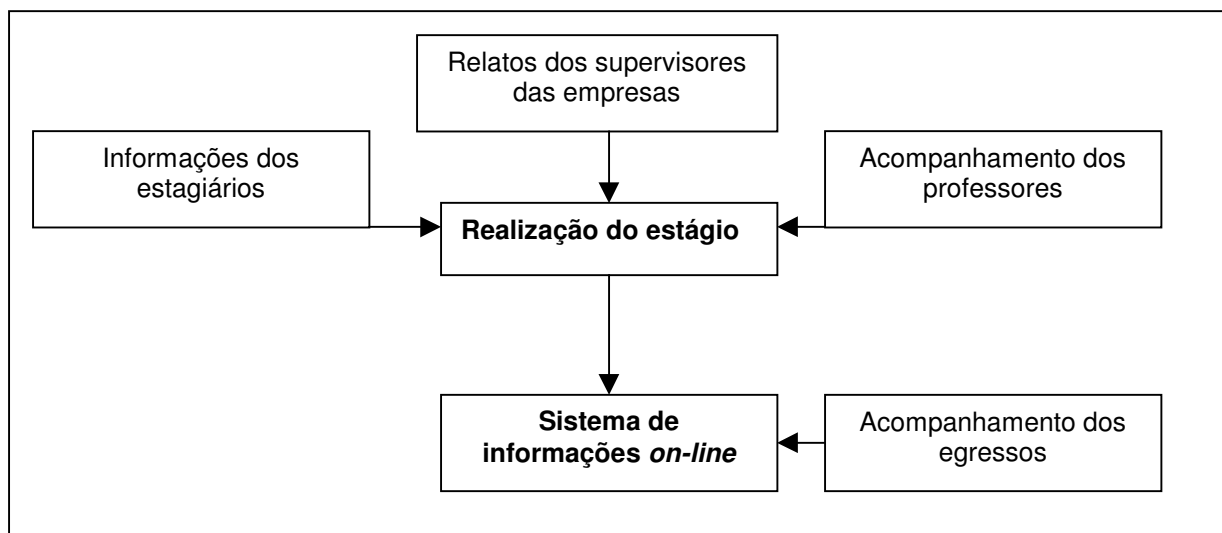 Relatos dos supervisores
das empresas
Informações dos
estagiários
Acompanhamento dos
professores
Realização do estágio
Sistema de
informações on-line
Acompanhamento dos
egressos